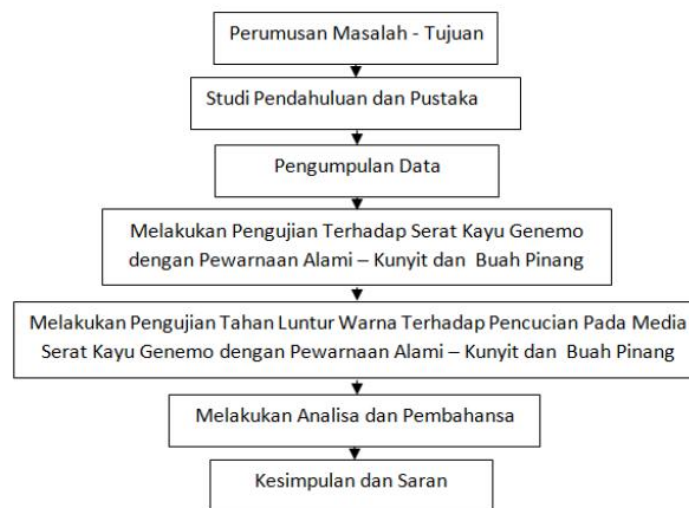 Perumusan Masalah - Tujuan
Studi Pendahuluan dan Pustaka
Pengumpulan Data
Melakukan Pengujian Terhadap Serat Kayu Genemo
dengan Pewarnaan Alami – Kunyit dan Buah Pinang
Melakukan Pengujian Tahan Luntur Warna Terhadap Pencucian Pada Media
Serat Kayu Genemo dengan Pewarnaan Alami – Kunyit dan Buah Pinang
Melakukan Analisa dan Pembahansa
Kesimpulan dan Saran